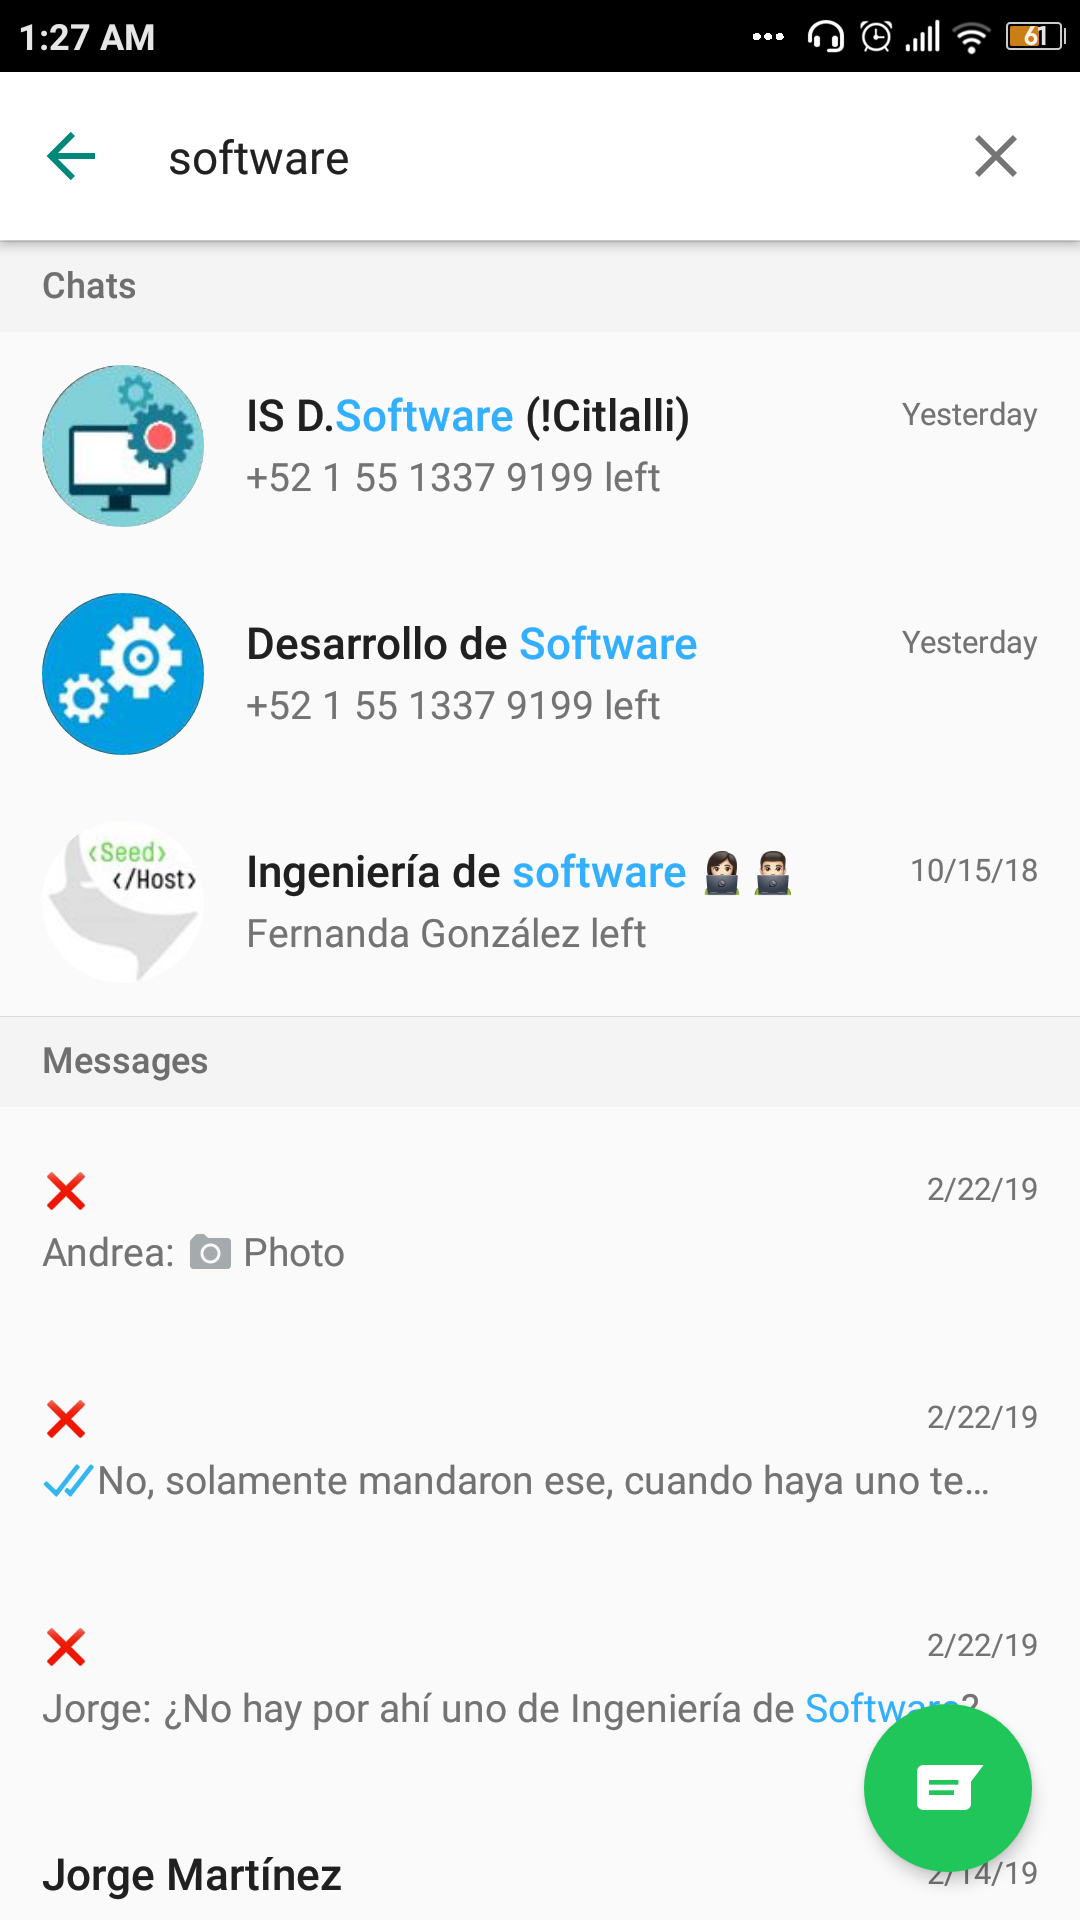 1:27 AM
61
software
Chats
IS D.Software (!Citlalli)
Yesterday
+52 1 55 1337 9199 left
Desarrollo de Software
Yesterday
+52 1 55 1337 9199 left
<Seed>
</Host>
Ingeniería de software 👩🏻‍💻 👨🏻‍💻
10/15/18
Fernanda González left
Messages
❌
2/22/19
Andrea: 📷 Photo
❌
2/22/19
No, solamente mandaron ese, cuando haya uno te...
❌
2/22/19
Jorge: ¿No hay por ahí uno de Ingeniería de Software?
Jorge Martínez
2/14/19